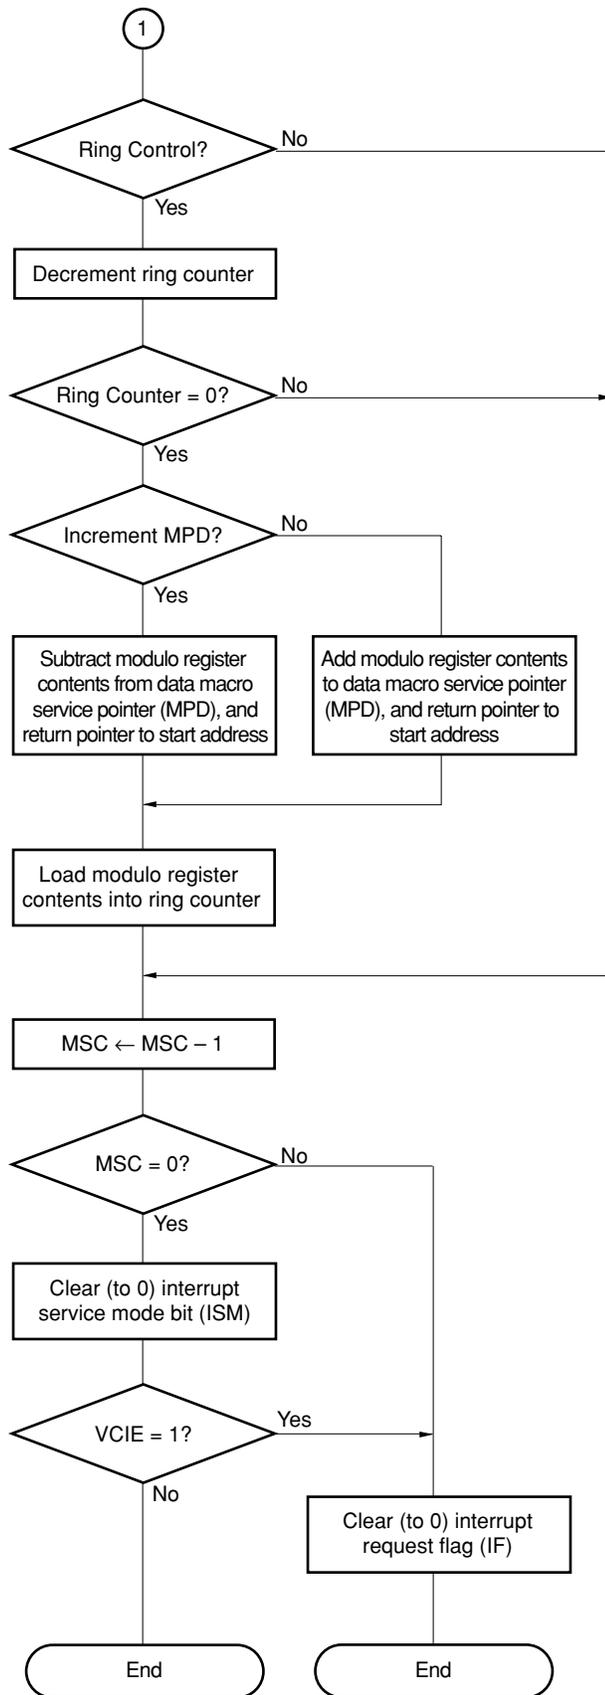 1
Ring Control?
No
Yes
Decrement ring counter
Ring Counter = 0?
No
Yes
Increment MPD?
No
Yes
Subtract modulo register
contents from data macro
service pointer (MPD), and
return pointer to start address
Add modulo register contents
to data macro service pointer
(MPD), and return pointer to
start address
Load modulo register
contents into ring counter
MSC ← MSC – 1
MSC = 0?
No
Yes
Clear (to 0) interrupt
service mode bit (ISM)
VCIE = 1?
Yes
No
Clear (to 0) interrupt
request flag (IF)
End
End